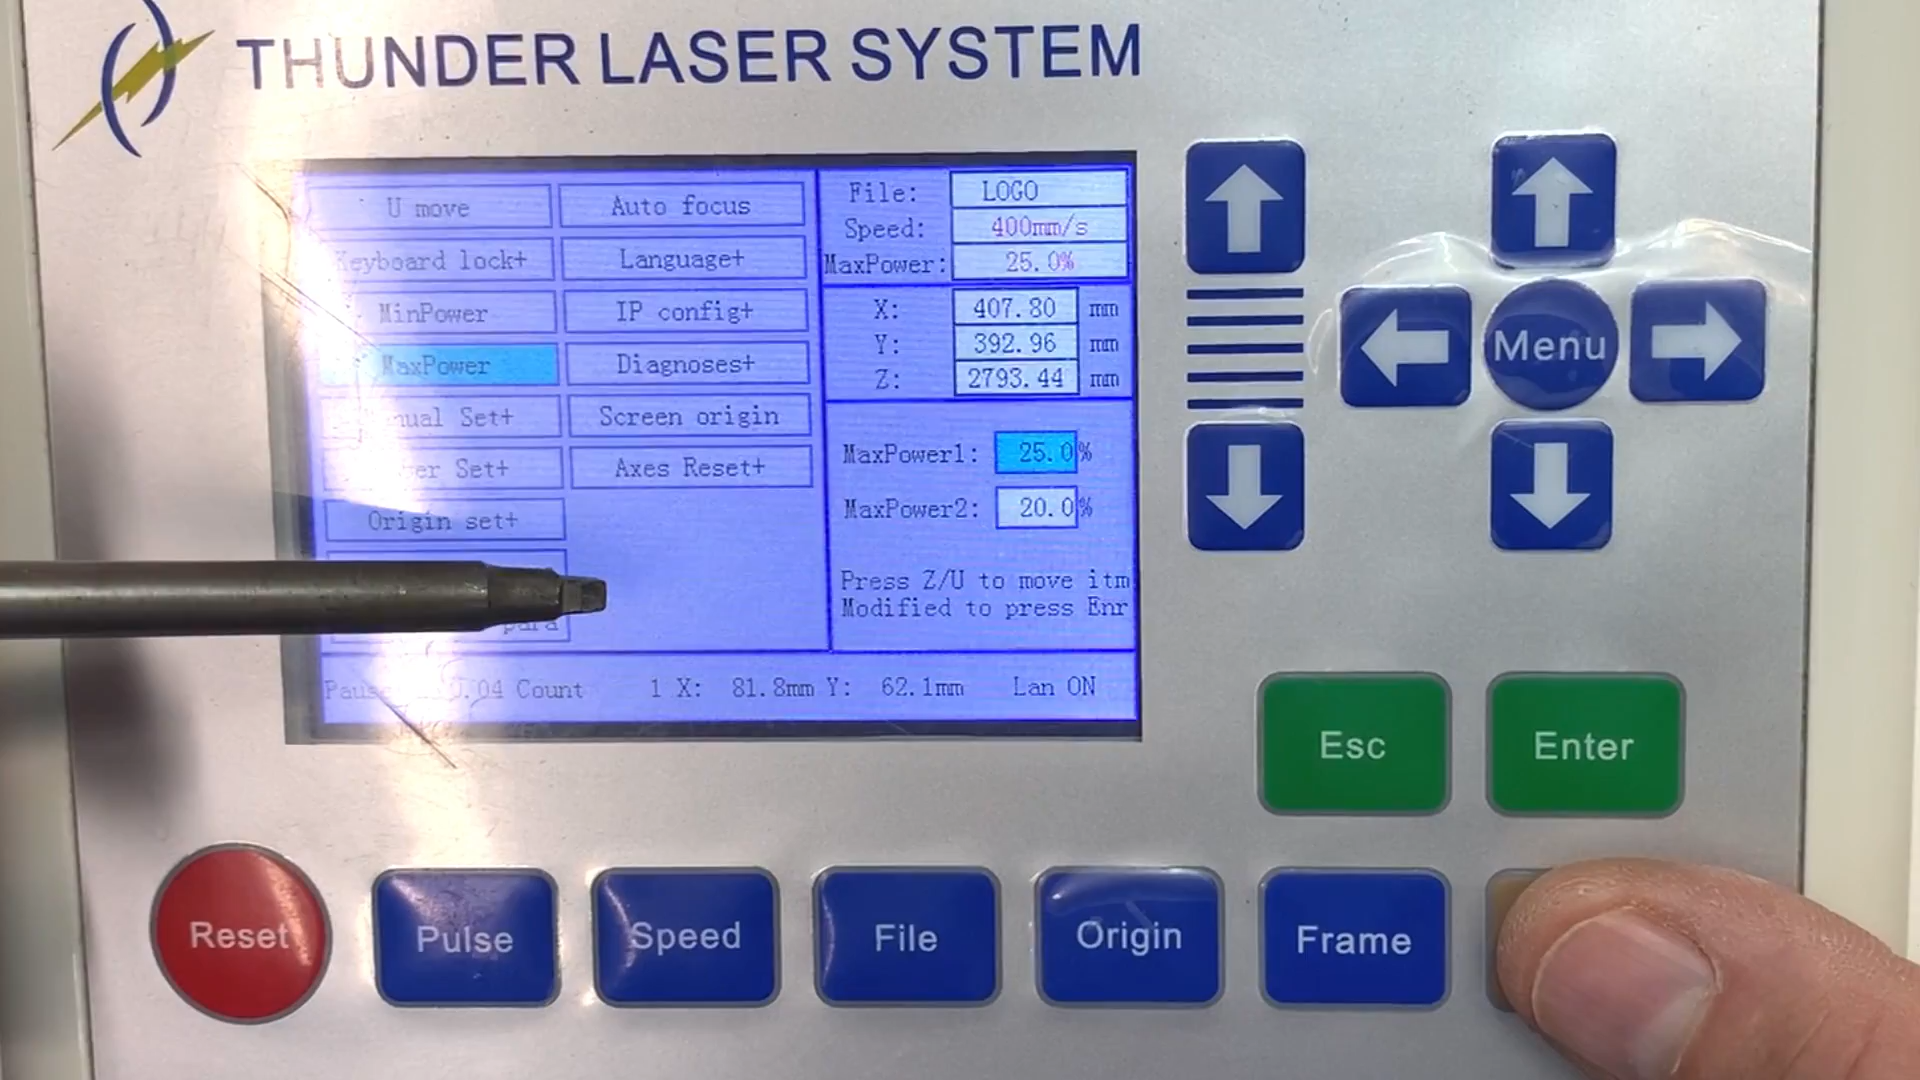 THUNDER LASER SYSTEM
U move
Auto focus
Keyboard lock+
Language+
MinPower
IP config+
MaxPower
Diagnoses+
Set+
Screen origin
Set+
Axes Reset+
Origin set+
para
File: LOGO
Speed: 400mm/s
MaxPower: 25.0%
X: 407.80 mm
Y: 392.96 mm
Z: 2793.44 mm
MaxPower1: 25.0%
MaxPower2: 20.0%
Press Z/U to move itm
Modified to press Enr
Count 1 X: 81.8mm Y: 62.1mm Lan ON
Menu
Esc
Enter
Reset
Pulse
Speed
File
Origin
Frame